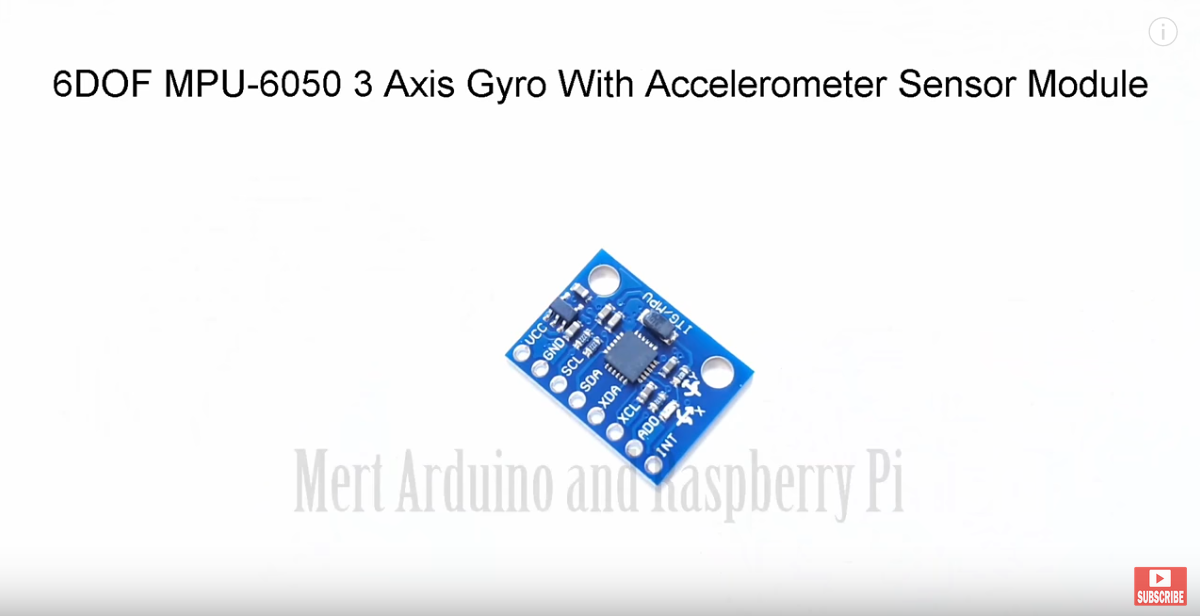 6DOF MPU-6050 3 Axis Gyro With Accelerometer Sensor Module
ITG/MPU
VCC
GND
SCL
SDA
XDA
XCL
ADO
INT
Y
X
Mert Arduino and Raspberry Pi
SUBSCRIBE